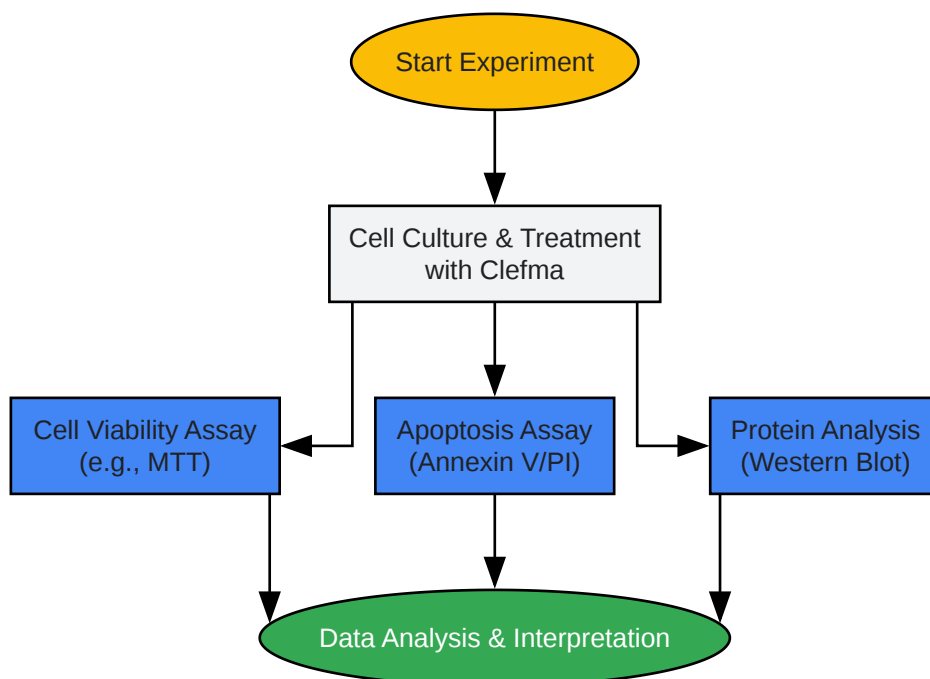 Start Experiment
Cell Culture & Treatment
with Clefma
Cell Viability Assay
(e.g., MTT)
Apoptosis Assay
(Annexin V/PI)
Protein Analysis
(Western Blot)
Data Analysis & Interpretation